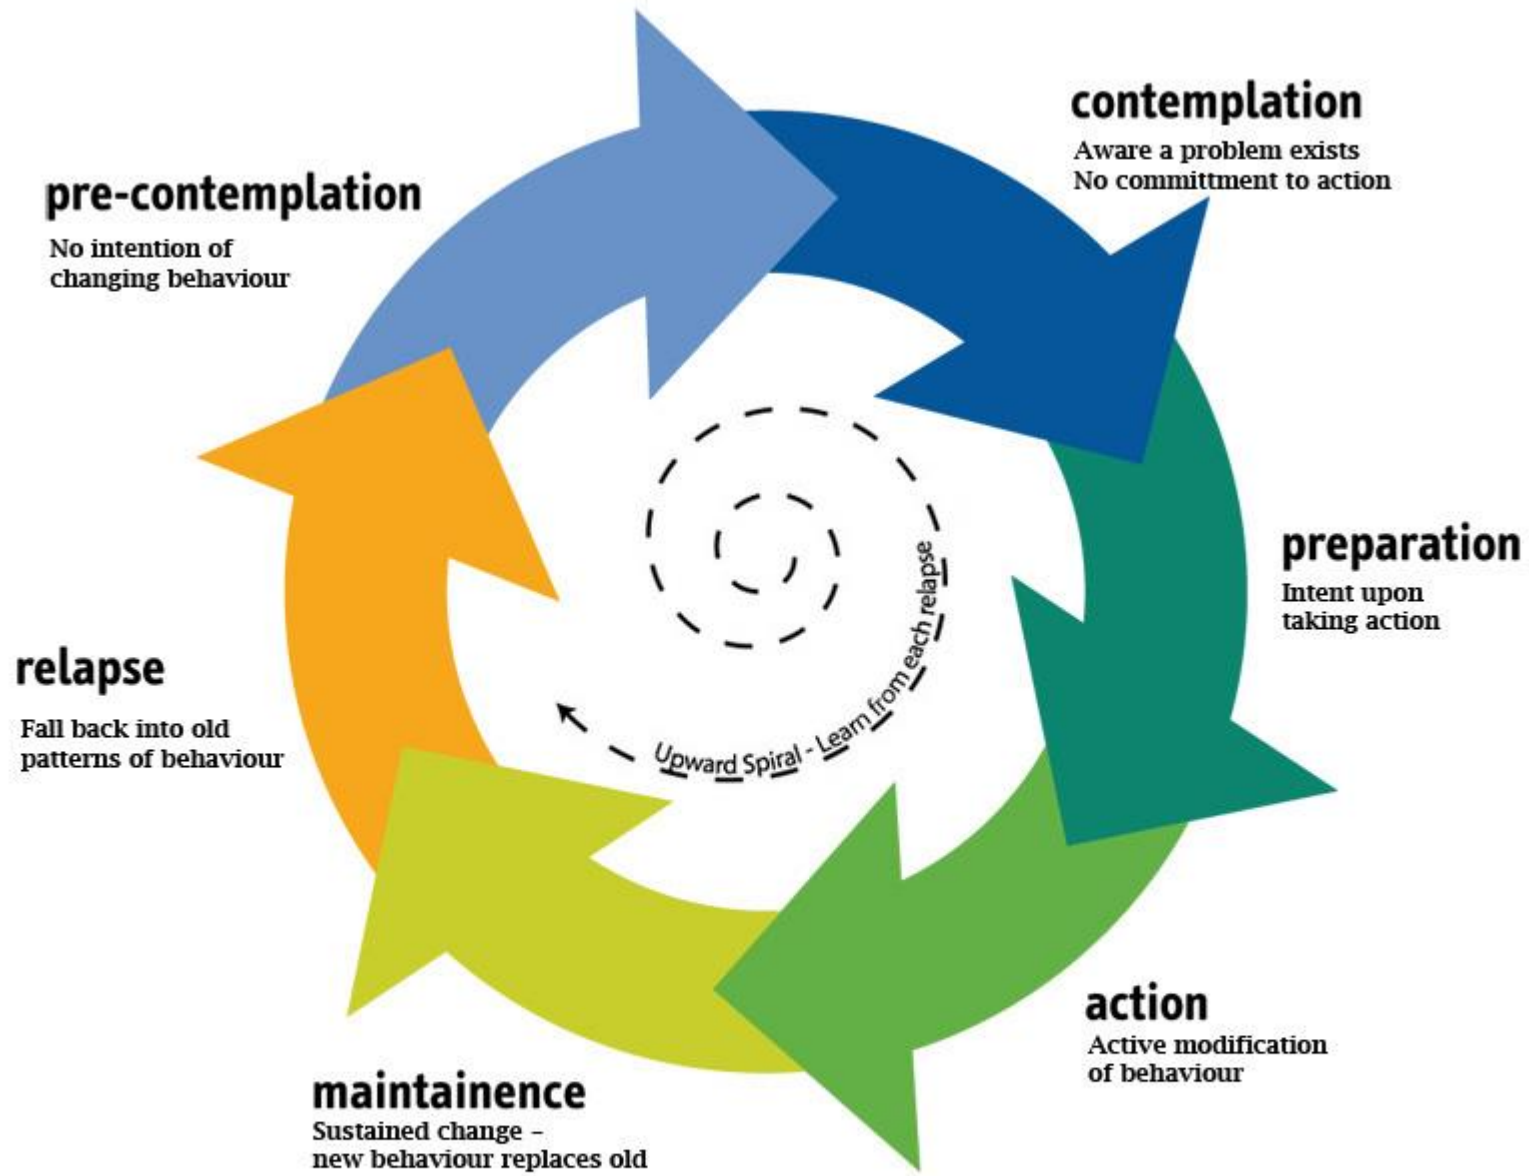 pre-contemplation
No intention of
changing behaviour
contemplation
Aware a problem exists
No committment to action
preparation
Intent upon
taking action
action
Active modification
of behaviour
maintainence
Sustained change –
new behaviour replaces old
relapse
Fall back into old
patterns of behaviour
Upward Spiral - Learn from each relapse